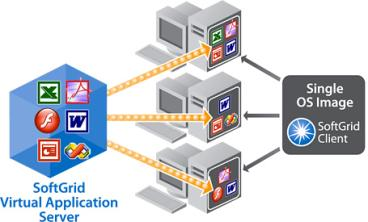 SoftGrid
Virtual Application
Server
Single
OS Image
SoftGrid
Client